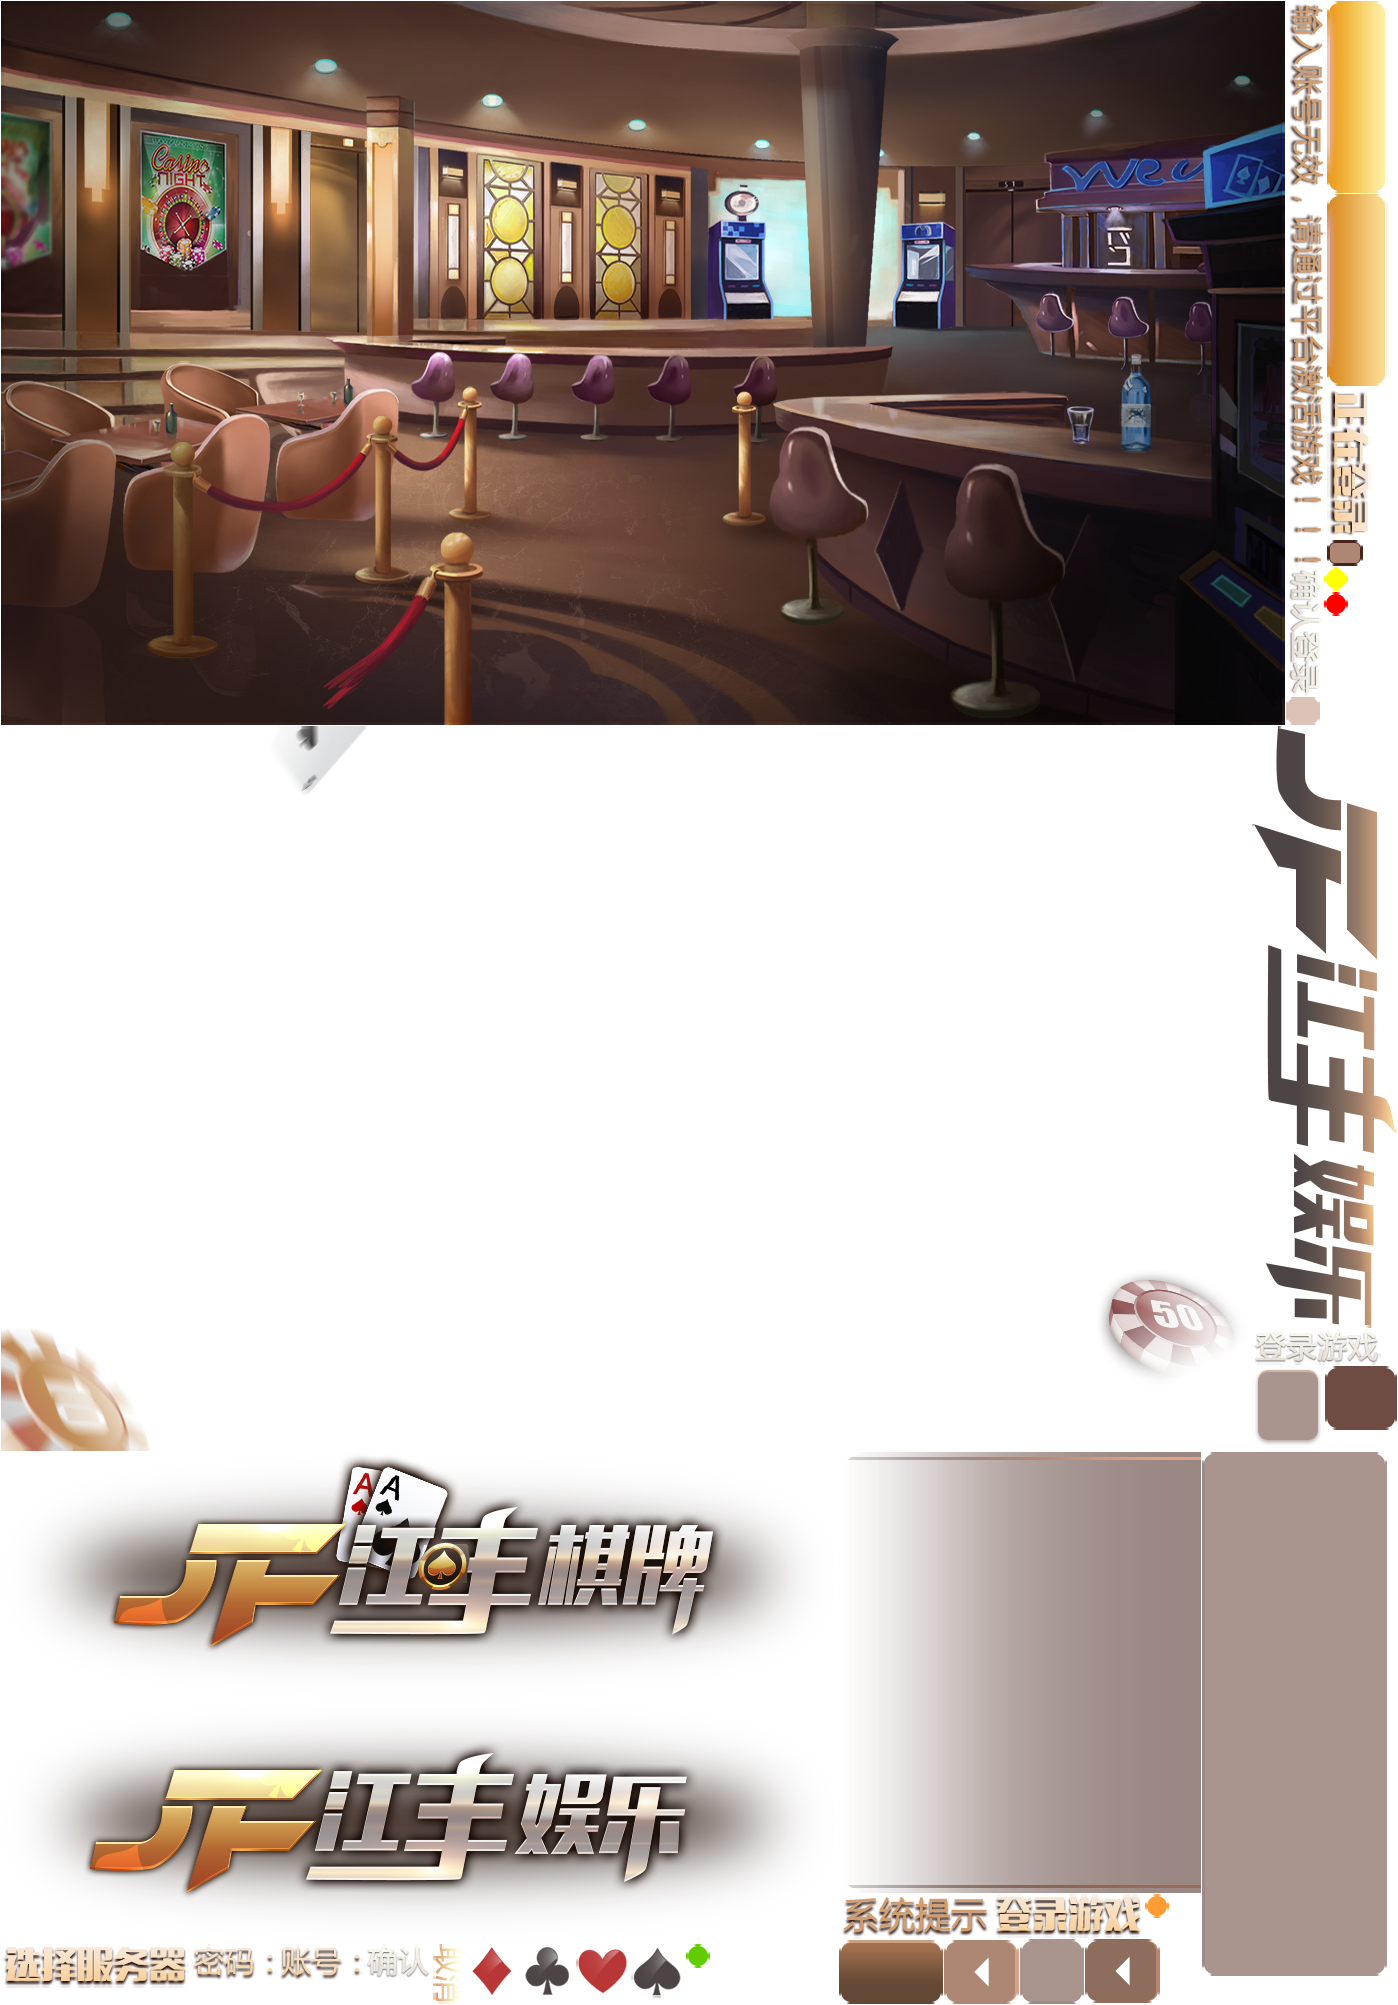 Casino
NIGHT
输入账号无效，请通过平台激活游戏！！！
正在登录
确认登录
JF江丰娱乐
50
登录游戏
A
A
JF江丰棋牌
JF江丰娱乐
系统提示
登录游戏
选择服务器
密码：
账号：
确认
取消